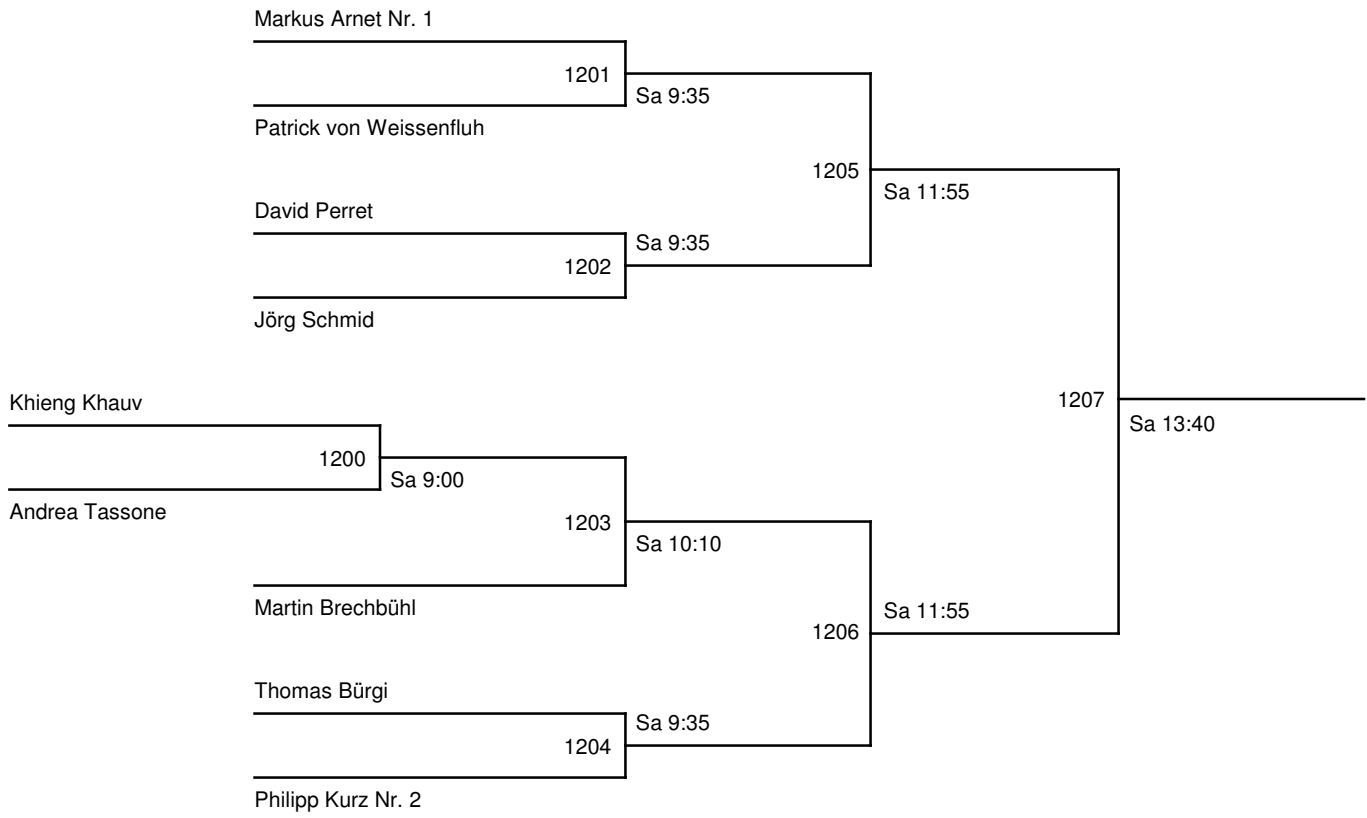 Markus Arnet Nr. 1
1201
Sa 9:35
Patrick von Weissenfluh
1205
Sa 11:55
David Perret
Sa 9:35
1202
Jörg Schmid
Khieng Khauv
1207
Sa 13:40
1200
Sa 9:00
Andrea Tassone
1203
Sa 10:10
Martin Brechbühl
Sa 11:55
1206
Thomas Bürgi
Sa 9:35
1204
Philipp Kurz Nr. 2